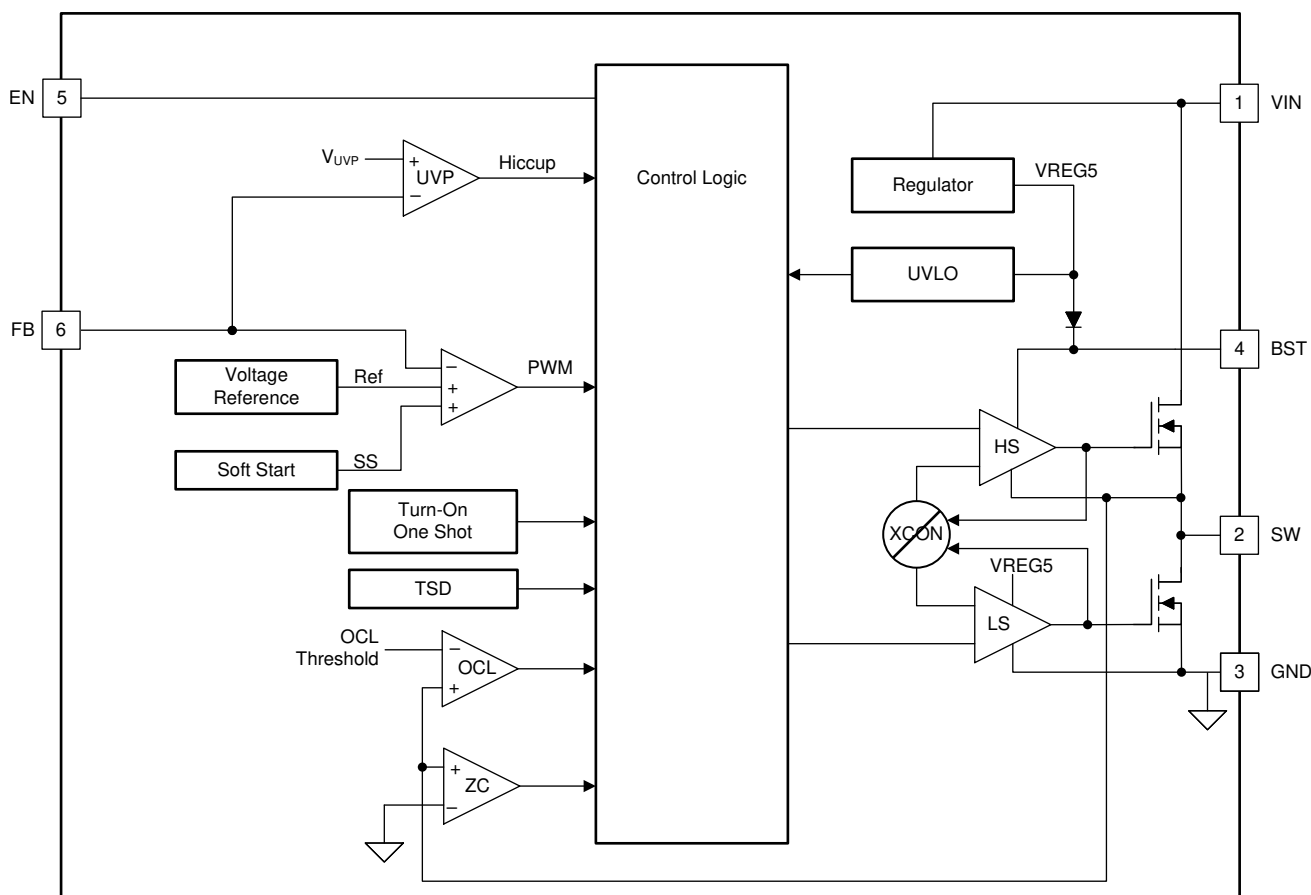 EN
5
1
VIN
V_UVP
+
UVP
−
Hiccup
Control Logic
Regulator
VREG5
UVLO
FB
6
4
BST
Voltage
Reference
Ref
−
+
+
PWM
Soft Start
SS
HS
Turn-On
One Shot
XCON
2
SW
TSD
VREG5
LS
OCL
Threshold
−
OCL
+
3
GND
+
ZC
−